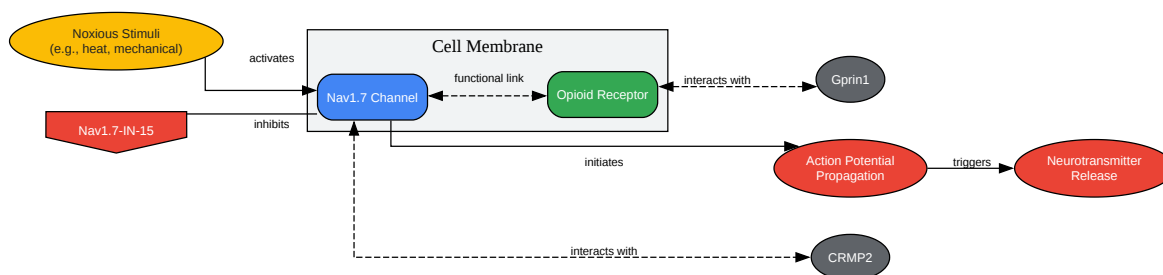 Noxious Stimuli
(e.g., heat, mechanical)
activates
Cell Membrane
Nav1.7 Channel
functional link
Opioid Receptor
interacts with
Gprin1
Nav1.7-IN-15
inhibits
initiates
Action Potential
Propagation
triggers
Neurotransmitter
Release
interacts with
CRMP2